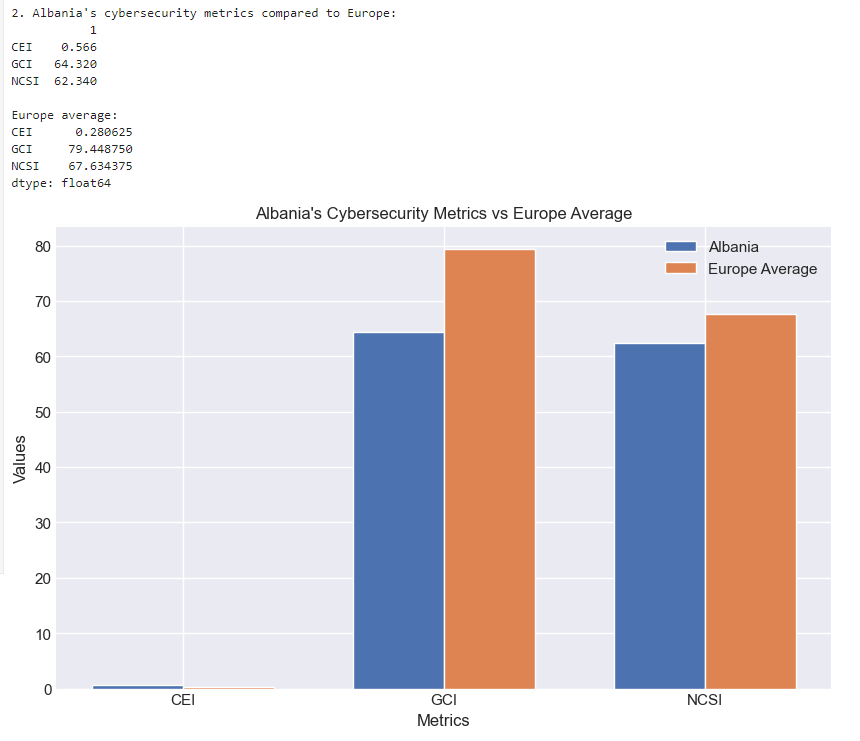 2. Albania's cybersecurity metrics compared to Europe:
1
CEI 0.566
GCI 64.320
NCSI 62.340
Europe average:
CEI 0.280625
GCI 79.448750
NCSI 67.634375
dtype: float64
Albania's Cybersecurity Metrics vs Europe Average
Albania
Europe Average
80
70
60
50
40
30
20
10
0
Values
CEI GCI NCSI
Metrics